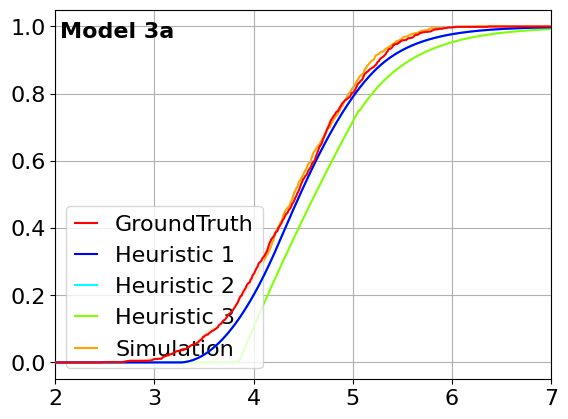 Model 3a
1.0
0.8
0.6
0.4
0.2
0.0
GroundTruth
Heuristic 1
Heuristic 2
Heuristic 3
Simulation
2 3 4 5 6 7